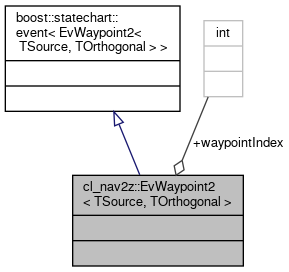 boost::statechart::
event< EvWaypoint2<
TSource, TOrthogonal > >
int
+waypointIndex
cl_nav2z::EvWaypoint2
< TSource, TOrthogonal >